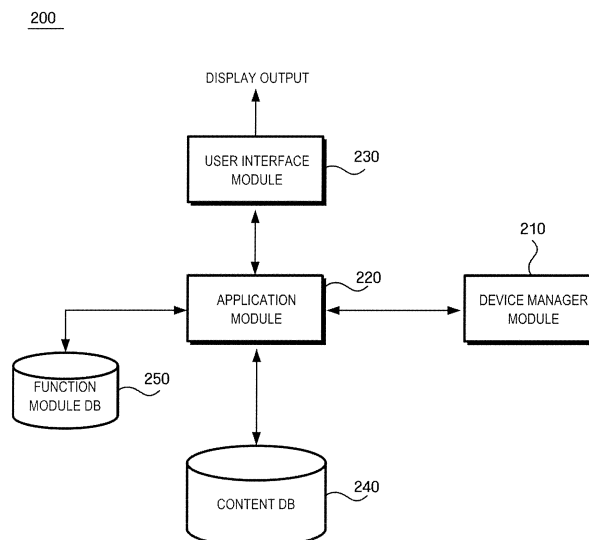 200
DISPLAY OUTPUT
USER INTERFACE
MODULE
230
210
220
APPLICATION
MODULE
DEVICE MANAGER
MODULE
FUNCTION
MODULE DB
250
CONTENT DB
240